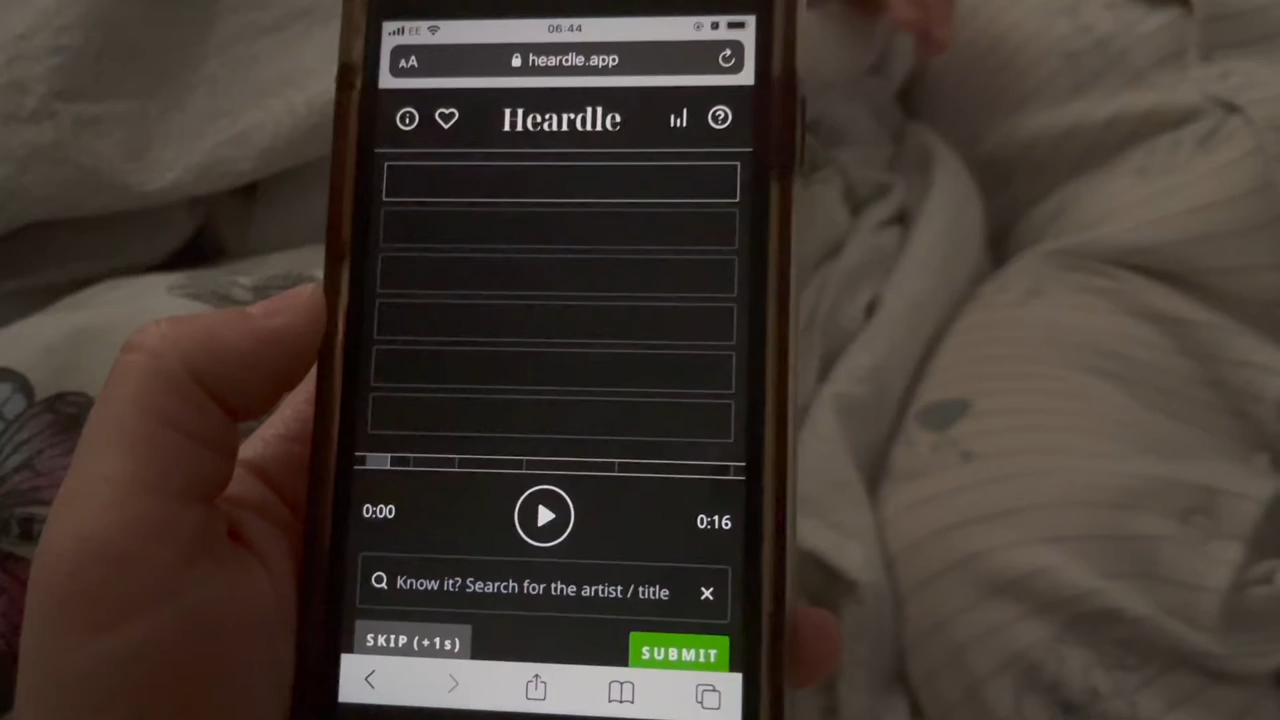 EE 06:44
AA heardle.app
Heardle
0:00 0:16
Know it? Search for the artist / title
SKIP (+1s) SUBMIT